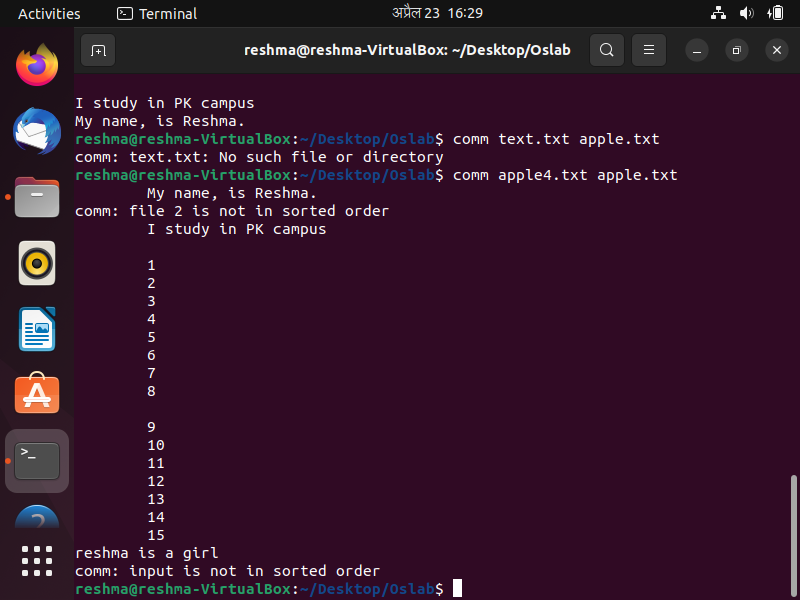 Activities
Terminal
अप्रैल 23 16:29
reshma@reshma-VirtualBox: ~/Desktop/Oslab
I study in PK campus
My name, is Reshma.
reshma@reshma-VirtualBox:~/Desktop/Oslab$ comm text.txt apple.txt
comm: text.txt: No such file or directory
reshma@reshma-VirtualBox:~/Desktop/Oslab$ comm apple4.txt apple.txt
My name, is Reshma.
comm: file 2 is not in sorted order
I study in PK campus
1
2
3
4
5
6
7
8
9
10
11
12
13
14
15
reshma is a girl
comm: input is not in sorted order
reshma@reshma-VirtualBox:~/Desktop/Oslab$